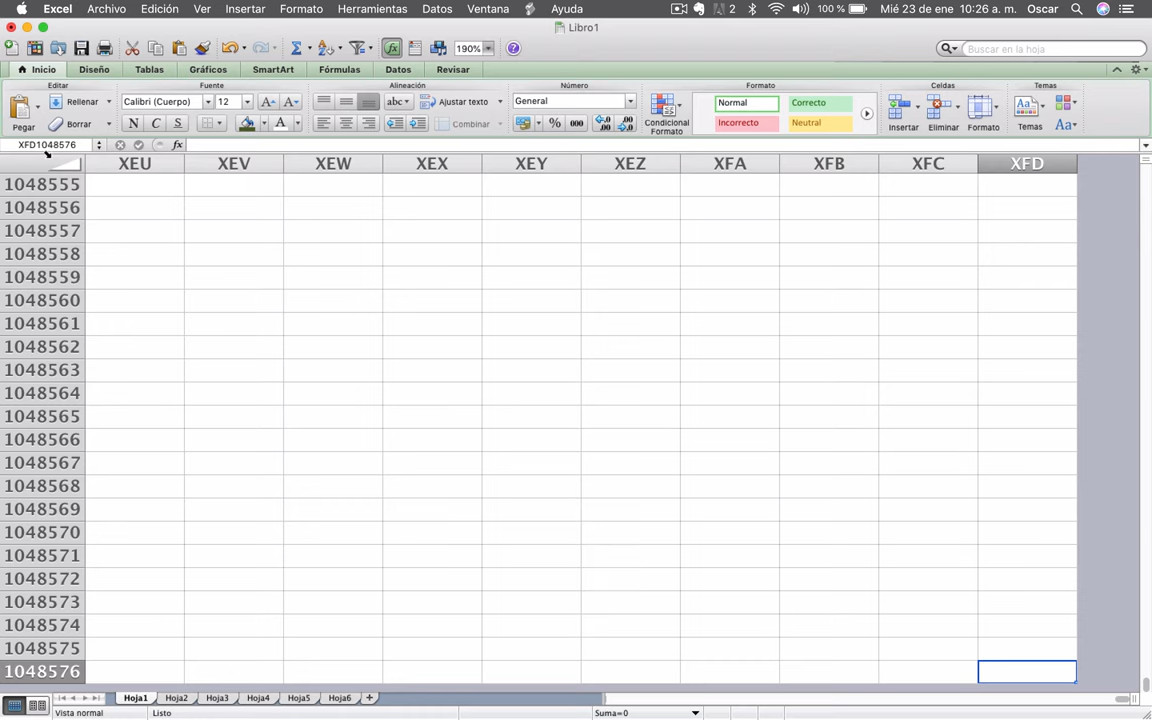 Excel Archivo Edición Ver Insertar Formato Herramientas Datos Ventana Ayuda 2 100 % Mié 23 de ene 10:26 a. m. Oscar
Libro1
190% Buscar en la hoja
Inicio Diseño Tablas Gráficos SmartArt Fórmulas Datos Revisar
Editar Fuente Alineación Número Formato Celdas Temas
Rellenar Calibri (Cuerpo) 12 A A abc Ajustar texto General Normal Correcto
Pegar Borrar N C S A Combinar % 000 Condicional Formato Incorrecto Neutral Insertar Eliminar Formato Temas Aa
XFD1048576 fx
XEU XEV XEW XEX XEY XEZ XFA XFB XFC XFD
1048555
1048556
1048557
1048558
1048559
1048560
1048561
1048562
1048563
1048564
1048565
1048566
1048567
1048568
1048569
1048570
1048571
1048572
1048573
1048574
1048575
1048576
Hoja1 Hoja2 Hoja3 Hoja4 Hoja5 Hoja6
Vista normal Listo Suma=0